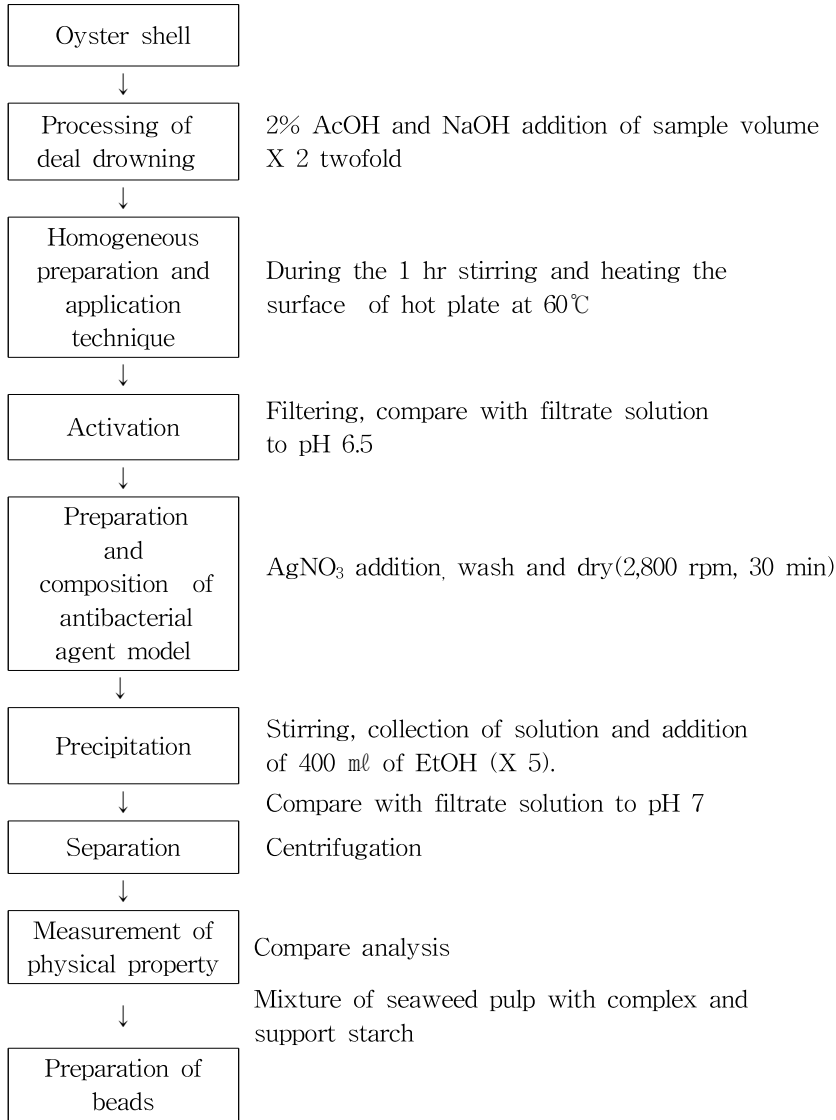 Oyster shell
↓
Processing of
deal drowning
2% AcOH and NaOH addition of sample volume
X 2 twofold
↓
Homogeneous
preparation and
application
technique
During the 1 hr stirring and heating the
surface of hot plate at 60℃
↓
Activation
Filtering, compare with filtrate solution
to pH 6.5
↓
Preparation
and
composition of
antibacterial
agent model
AgNO₃ addition, wash and dry(2,800 rpm, 30 min)
↓
Precipitation
Stirring, collection of solution and addition
of 400 ㎖ of EtOH (X 5).
↓
Compare with filtrate solution to pH 7
Separation
Centrifugation
↓
Measurement of
physical property
Compare analysis
↓
Mixture of seaweed pulp with complex and
support starch
Preparation of
beads